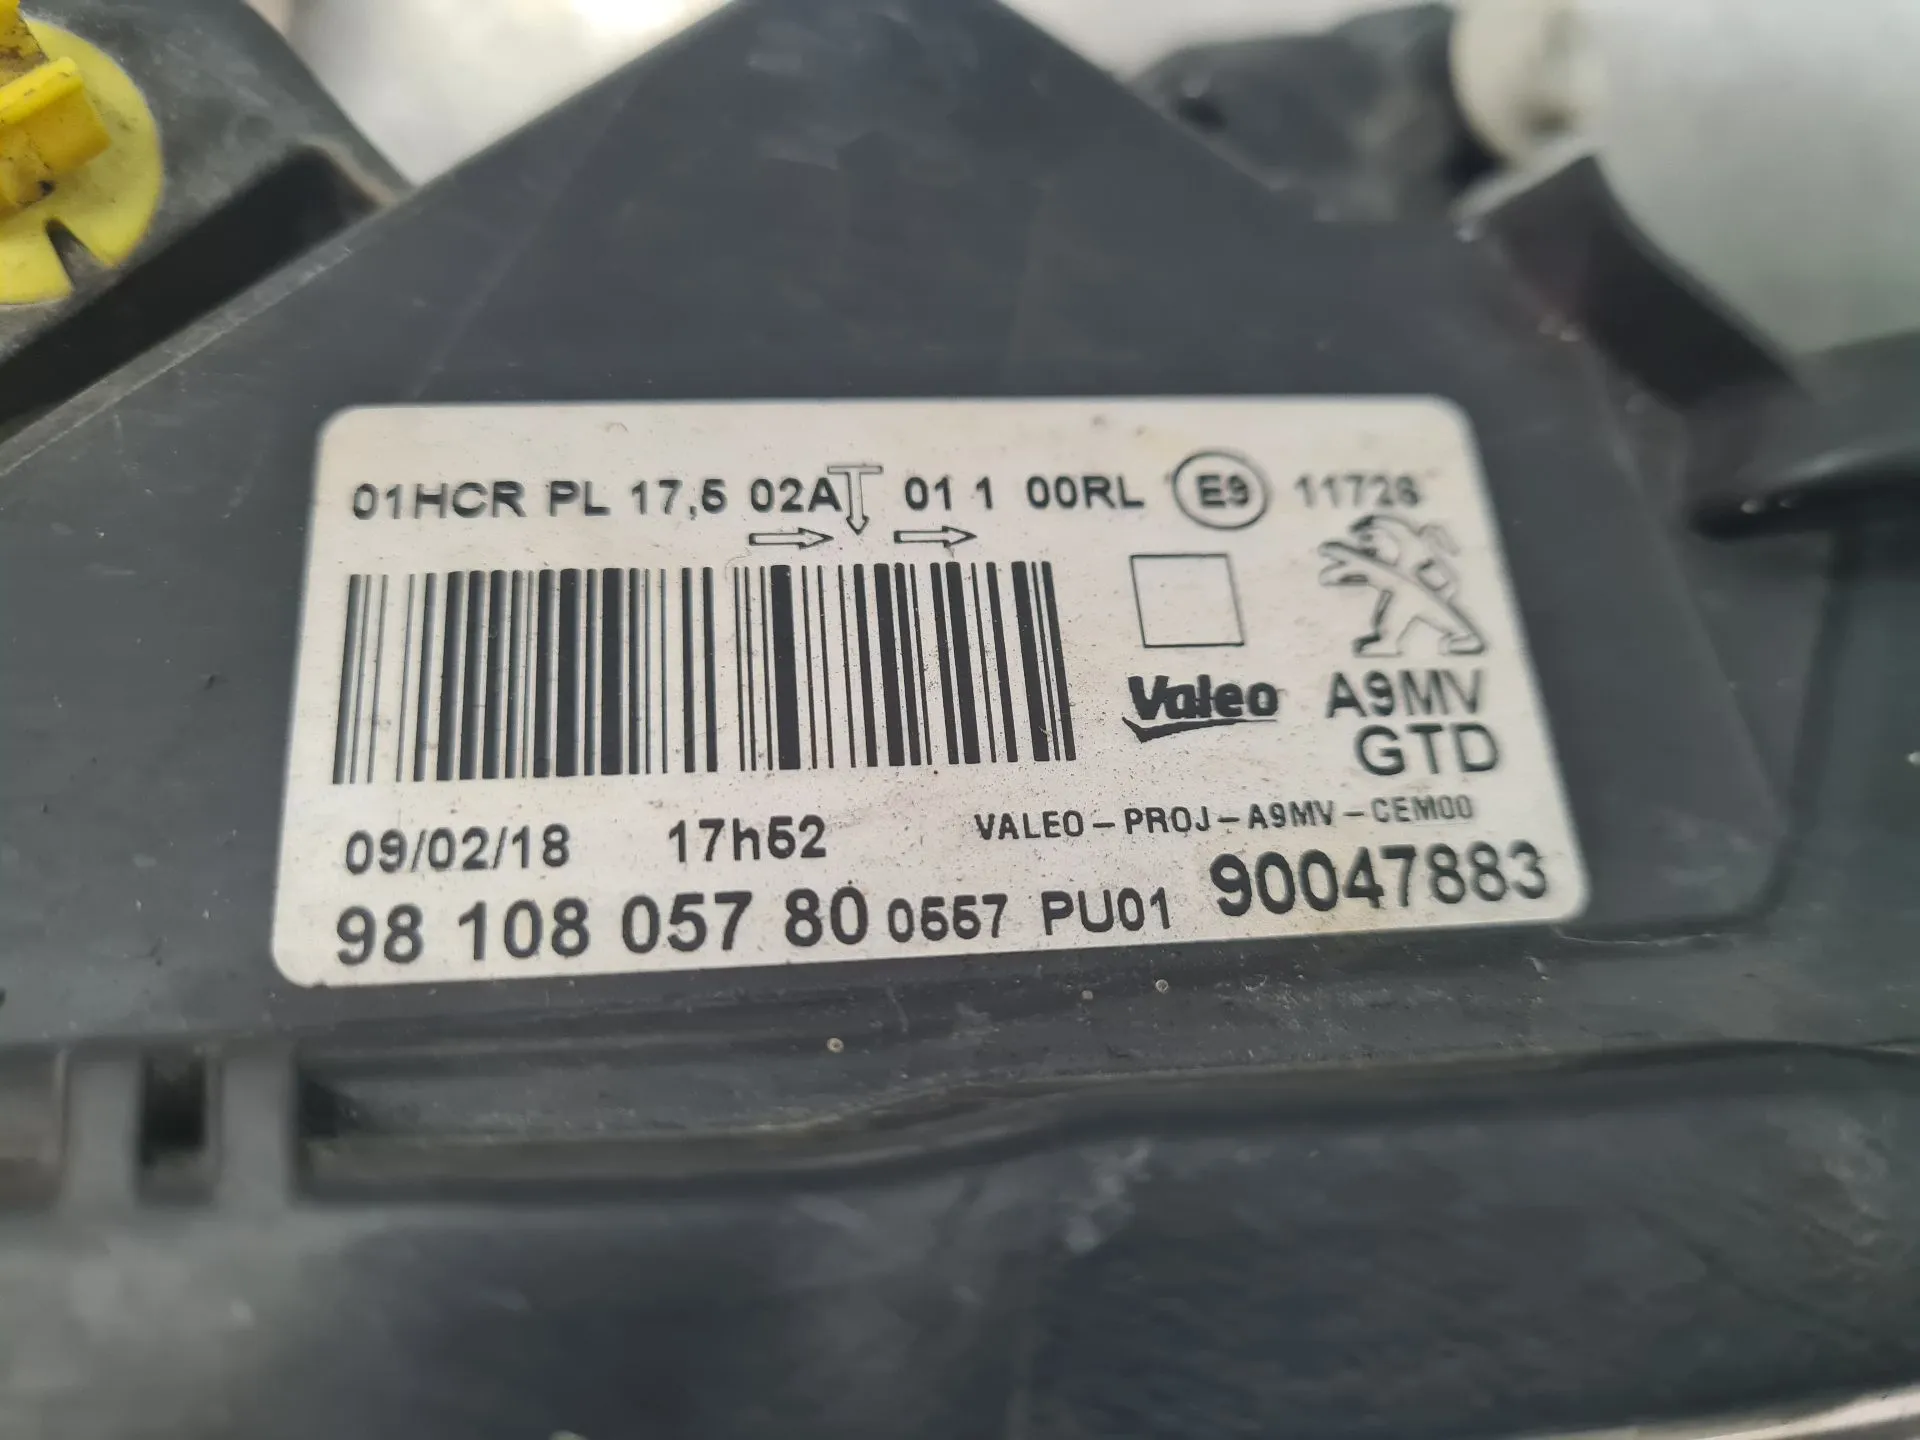 01HCR PL 17,5 02A 01 1 00RL E9 11728
Valeo
A9MV
GTD
09/02/18 17h52 VALEO-PROJ-A9MV-CEM00
98 108 057 80 0557 PU01 90047883